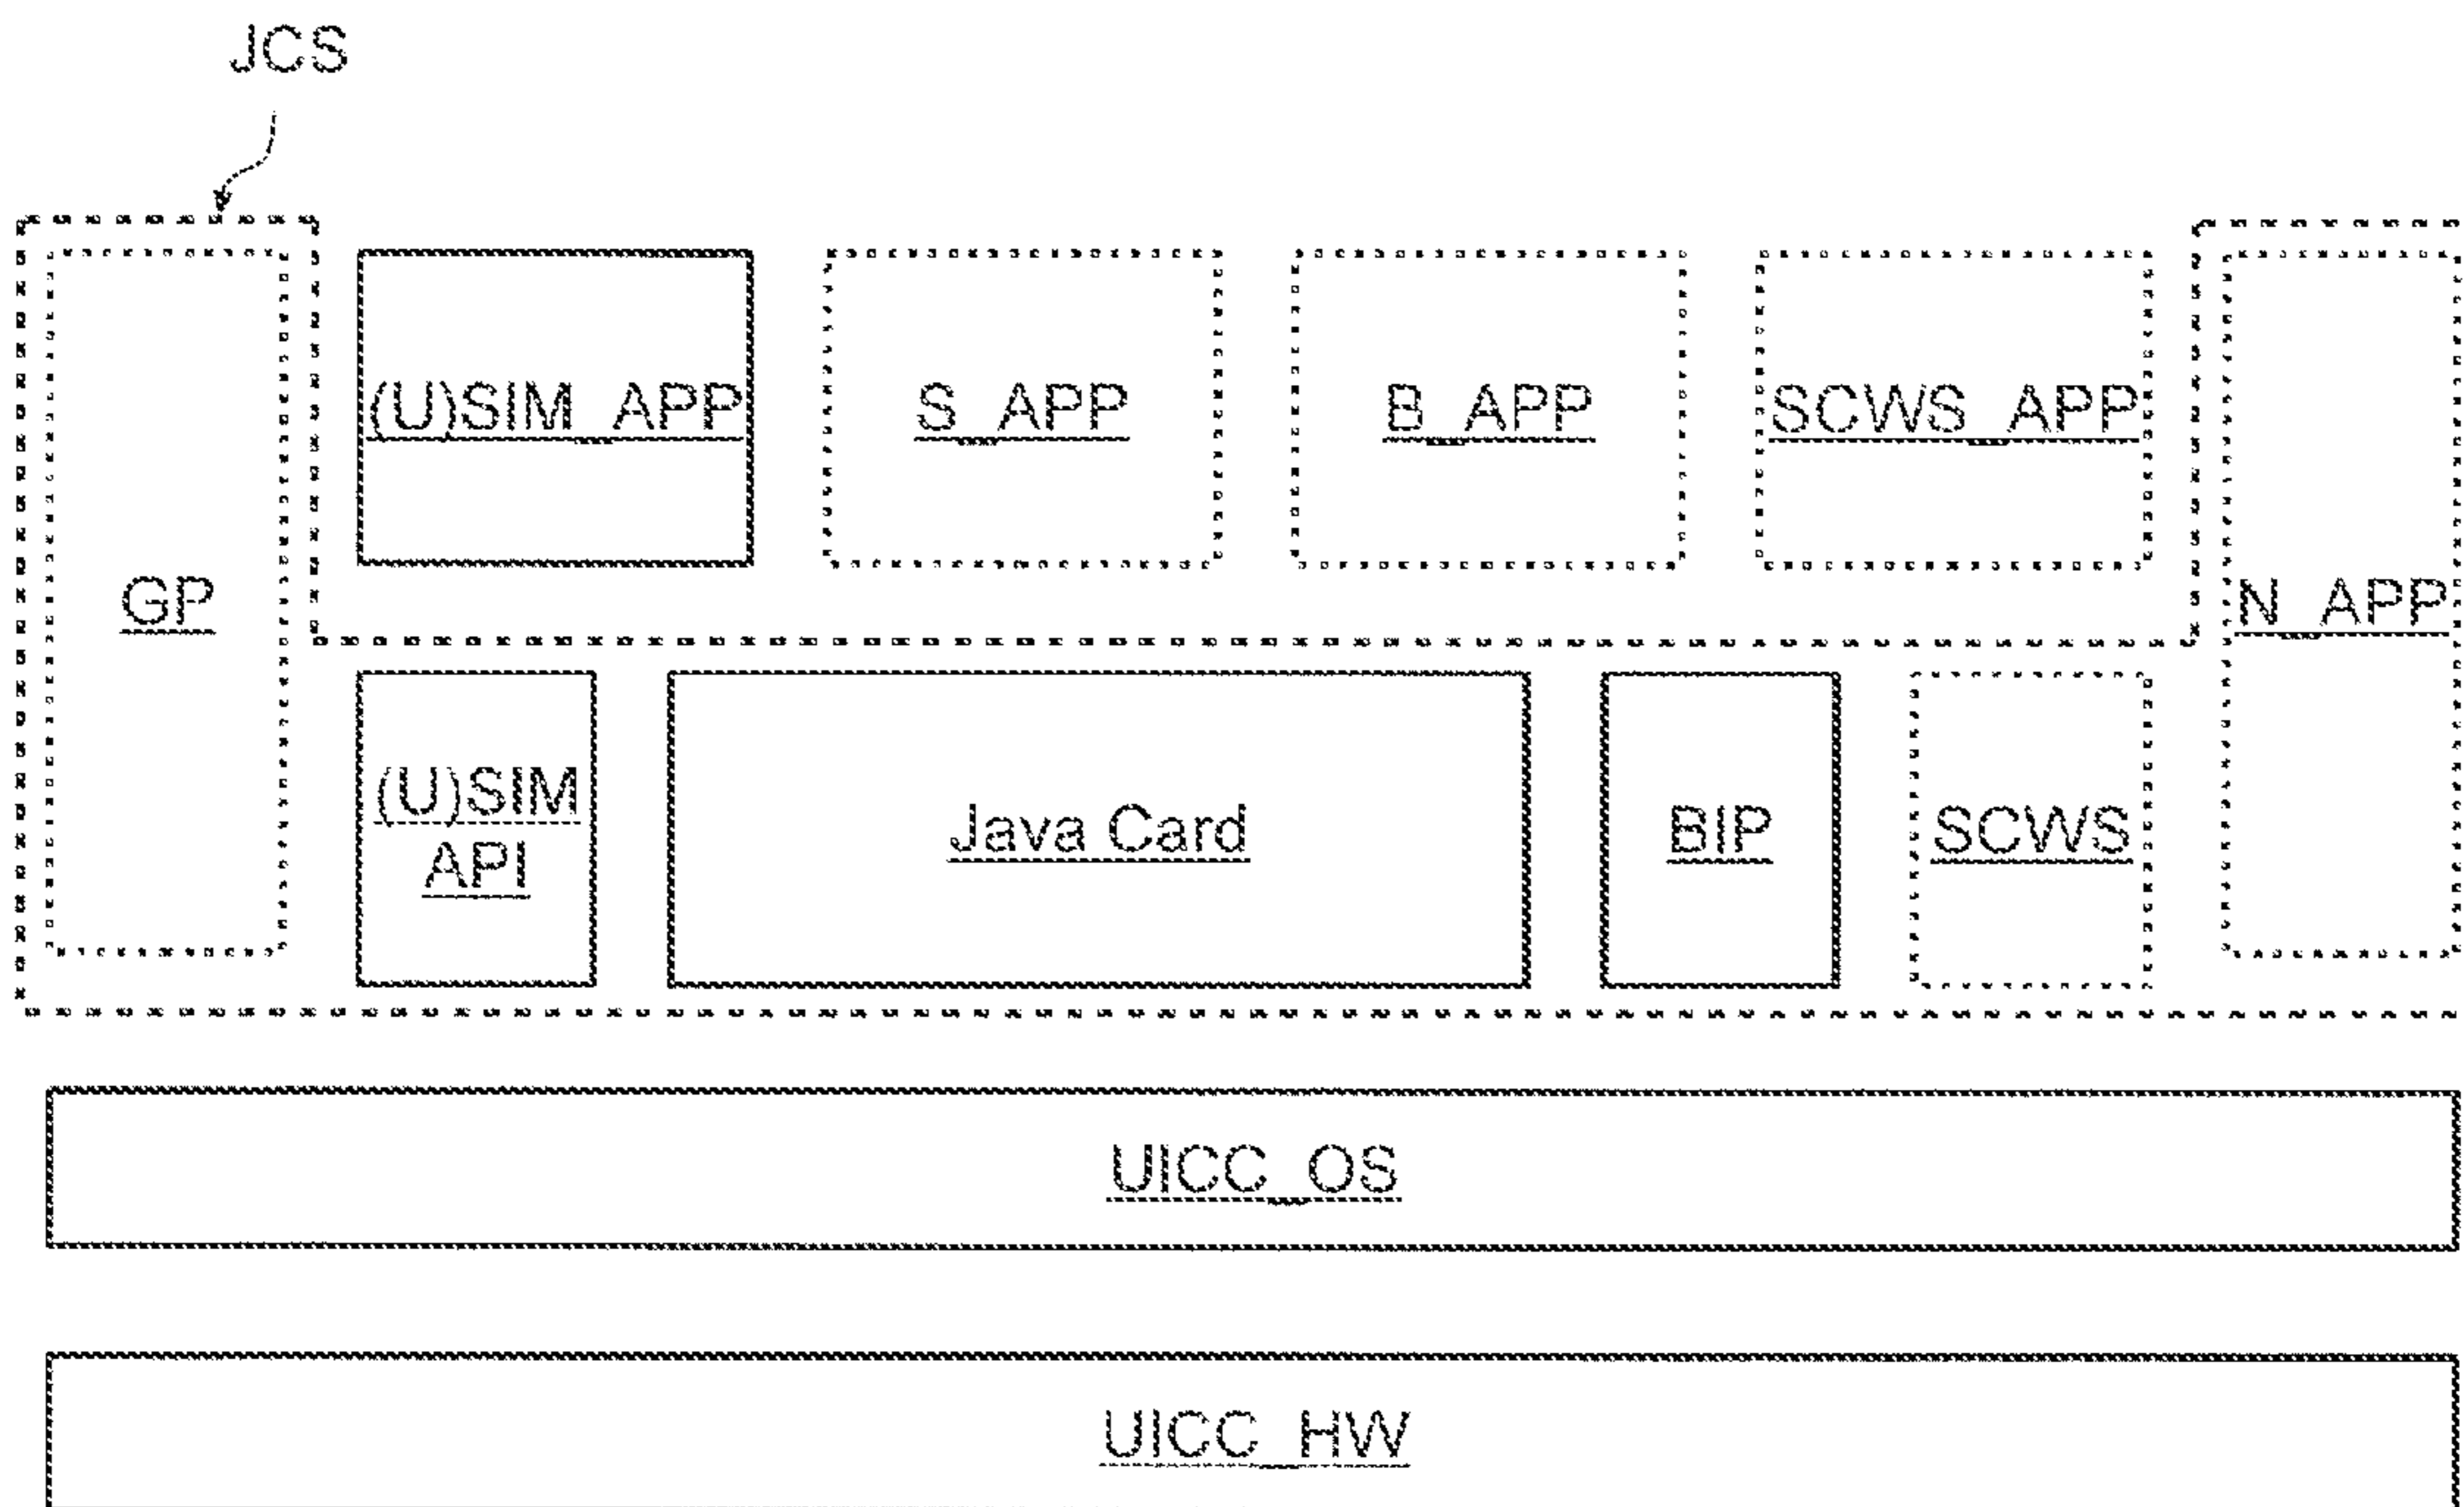 JCS
(U)SIM_APP
S_APP
B_APP
SCWS_APP
GP
N_APP
(U)SIM
API
Java Card
BIP
SCWS
UICC_OS
UICC_HW